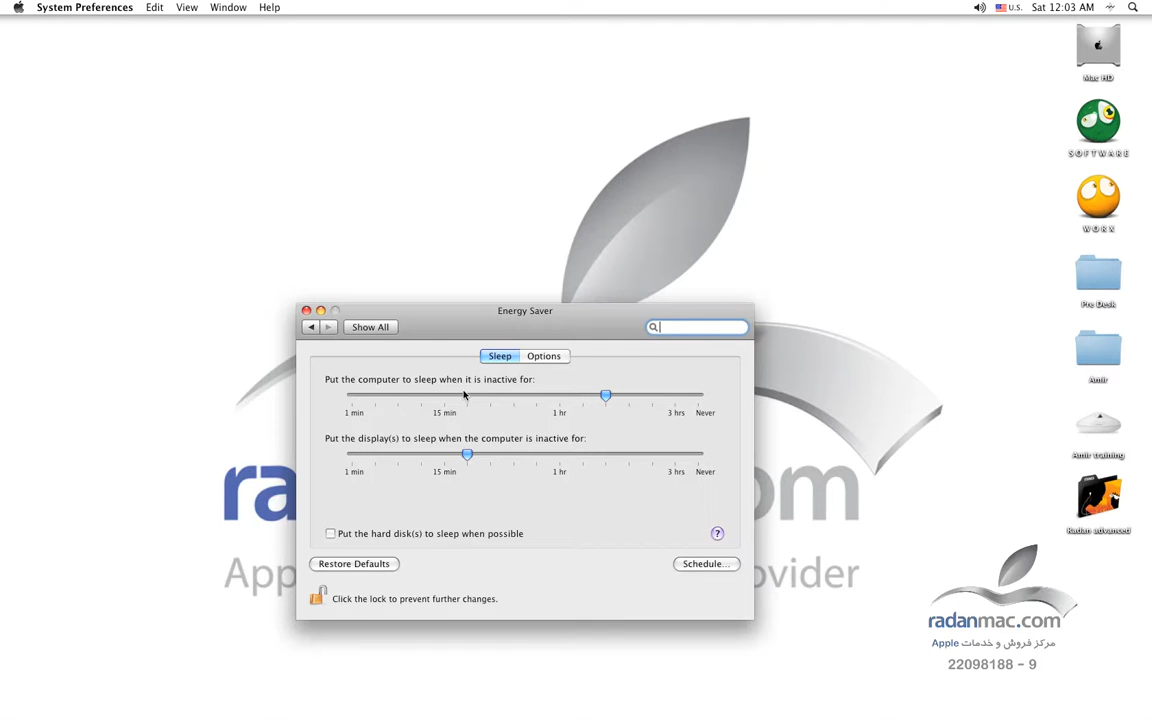 System Preferences Edit View Window Help
U.S. Sat 12:03 AM
Mac HD
SOFTWARE
WORX
Pre Desk
Amir
Amir training
Radan advanced
Energy Saver
Show All
Sleep Options
Put the computer to sleep when it is inactive for:
1 min 15 min 1 hr 3 hrs Never
Put the display(s) to sleep when the computer is inactive for:
1 min 15 min 1 hr 3 hrs Never
Put the hard disk(s) to sleep when possible
?
Restore Defaults Schedule...
Click the lock to prevent further changes.
ra om
App ovider
radanmac.com
مرکز فروش و خدمات Apple
22098188 - 9